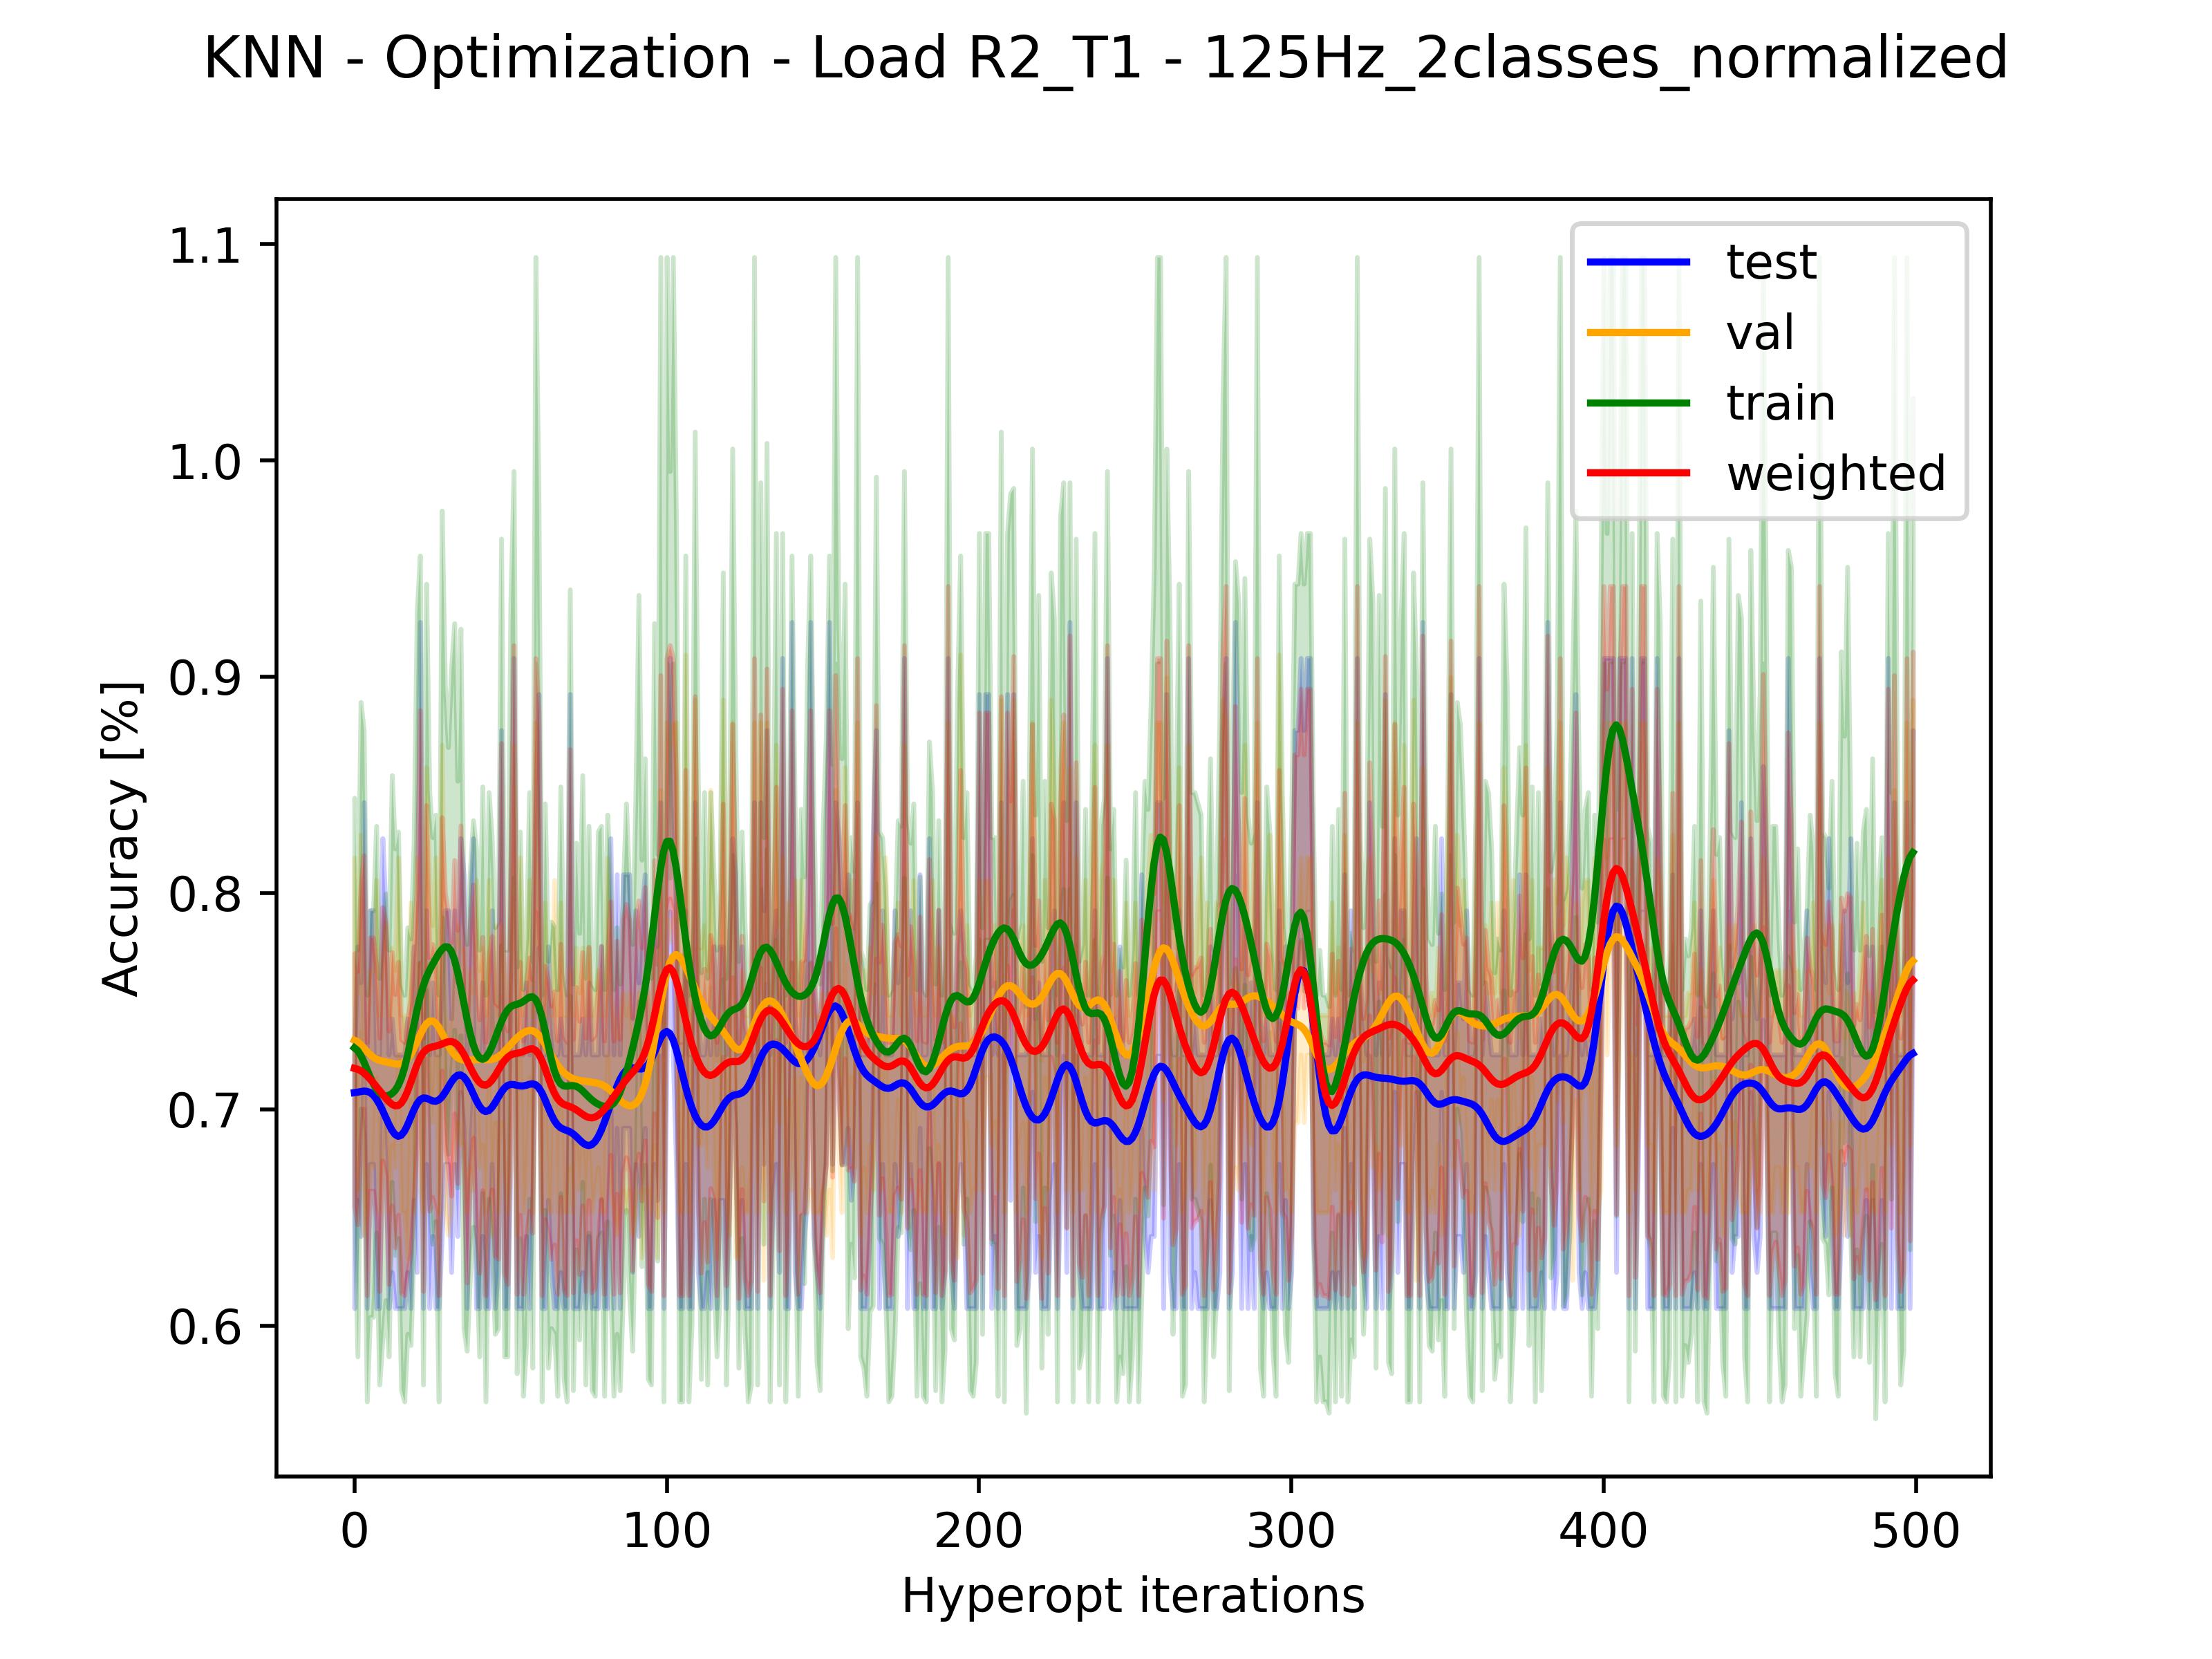 KNN - Optimization - Load R2_T1 - 125Hz_2classes_normalized
1.1
1.0
0.9
0.8
0.7
0.6
Accuracy [%]
test
val
train
weighted
0 100 200 300 400 500
Hyperopt iterations